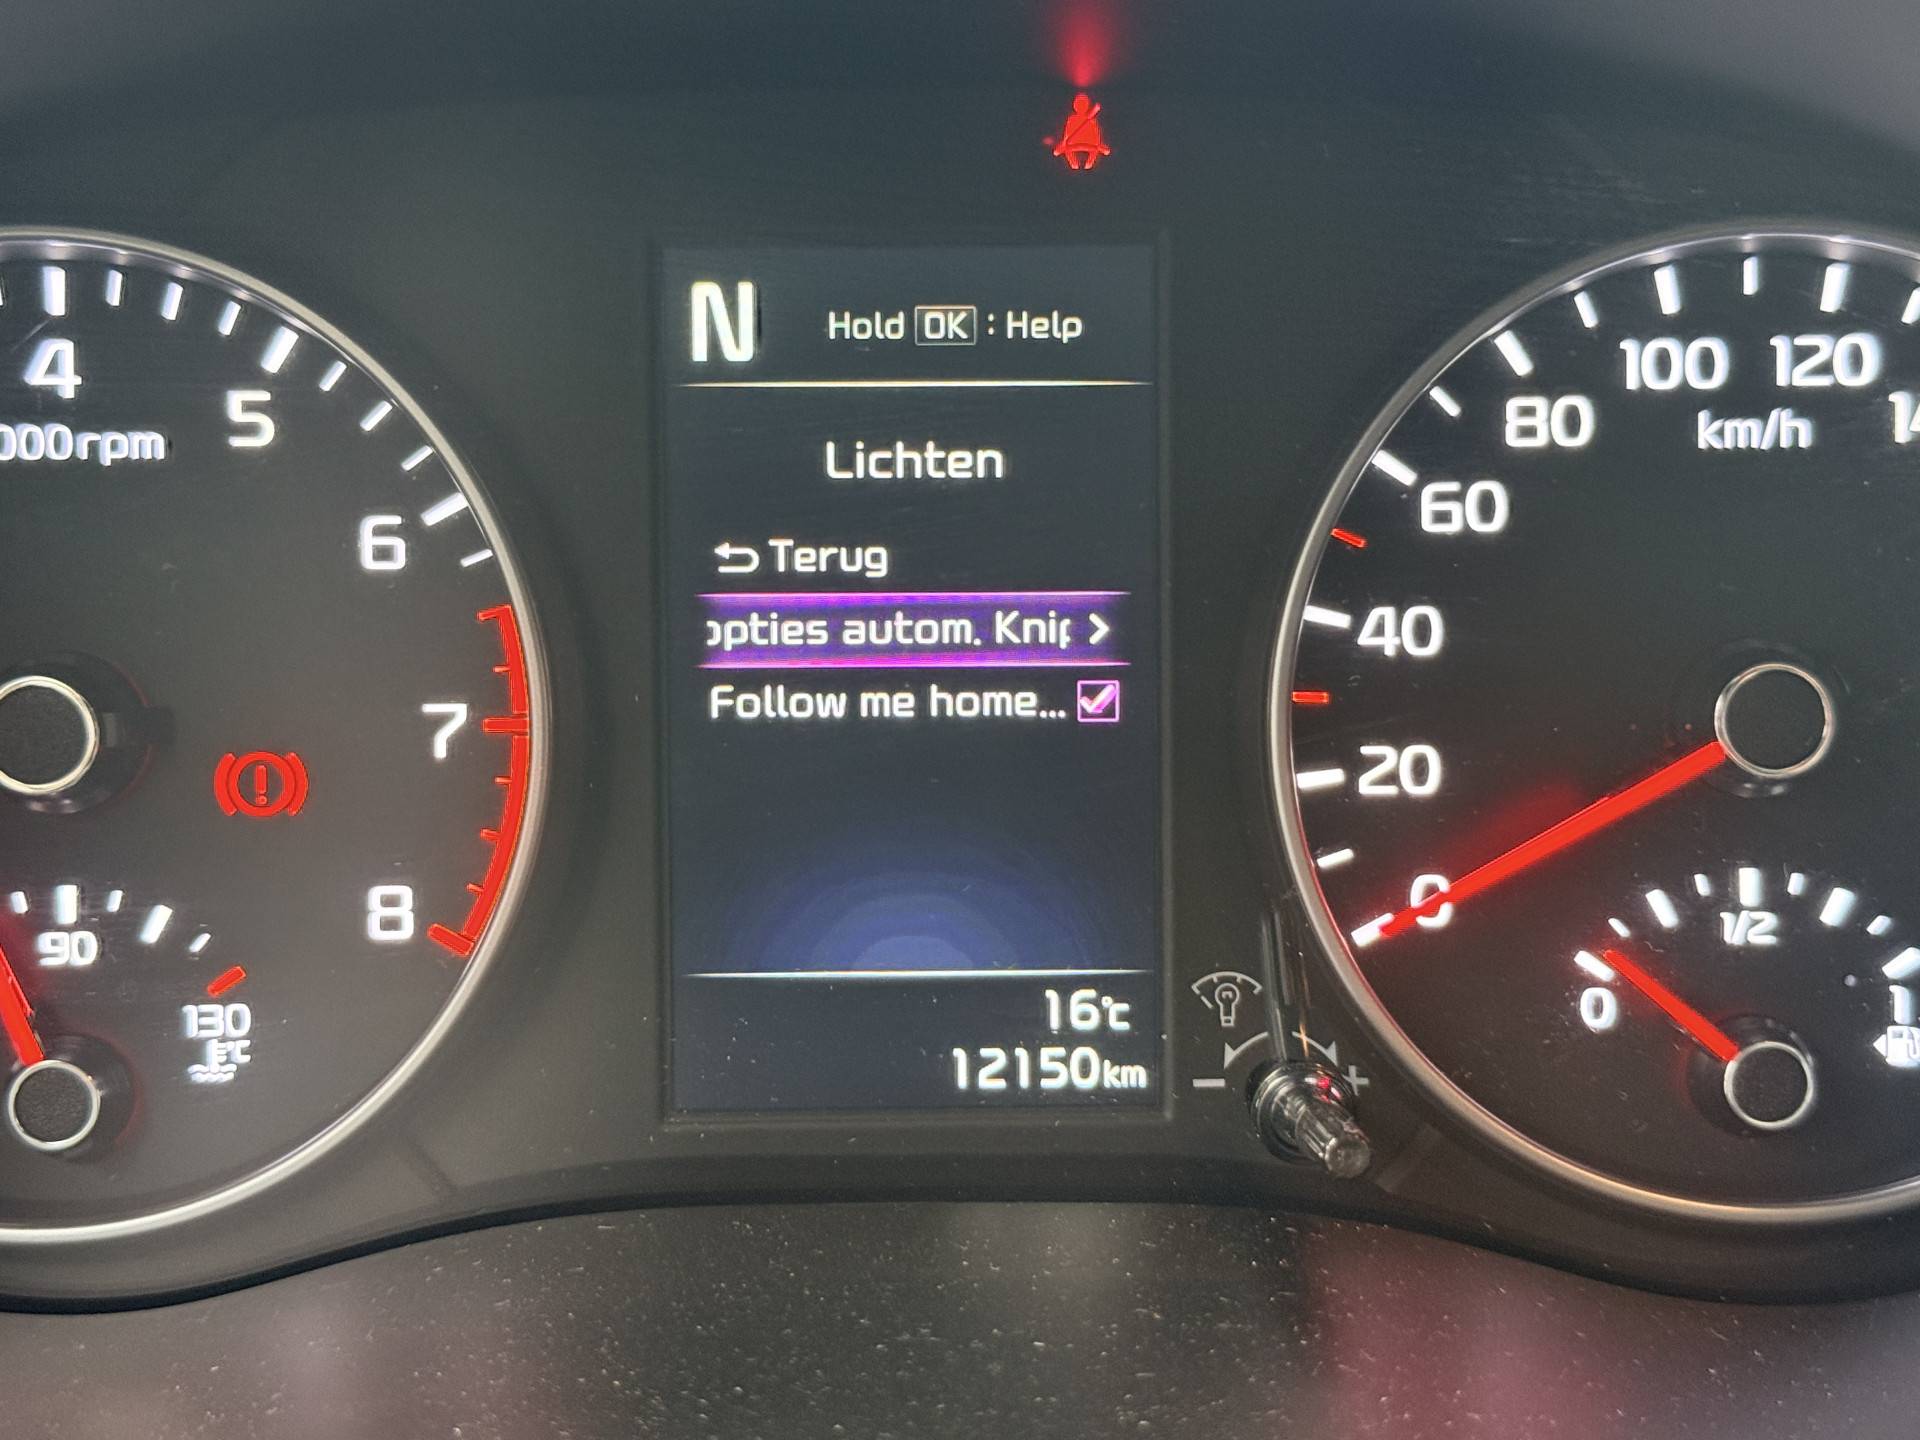 N
Hold OK : Help
Lichten
Terug
opties autom. Knip
Follow me home...
16°C
12150km
4
5
000rpm
6
7
8
90
130
°C
100 120
80
km/h
60
40
20
0
1/2
0
1
- +